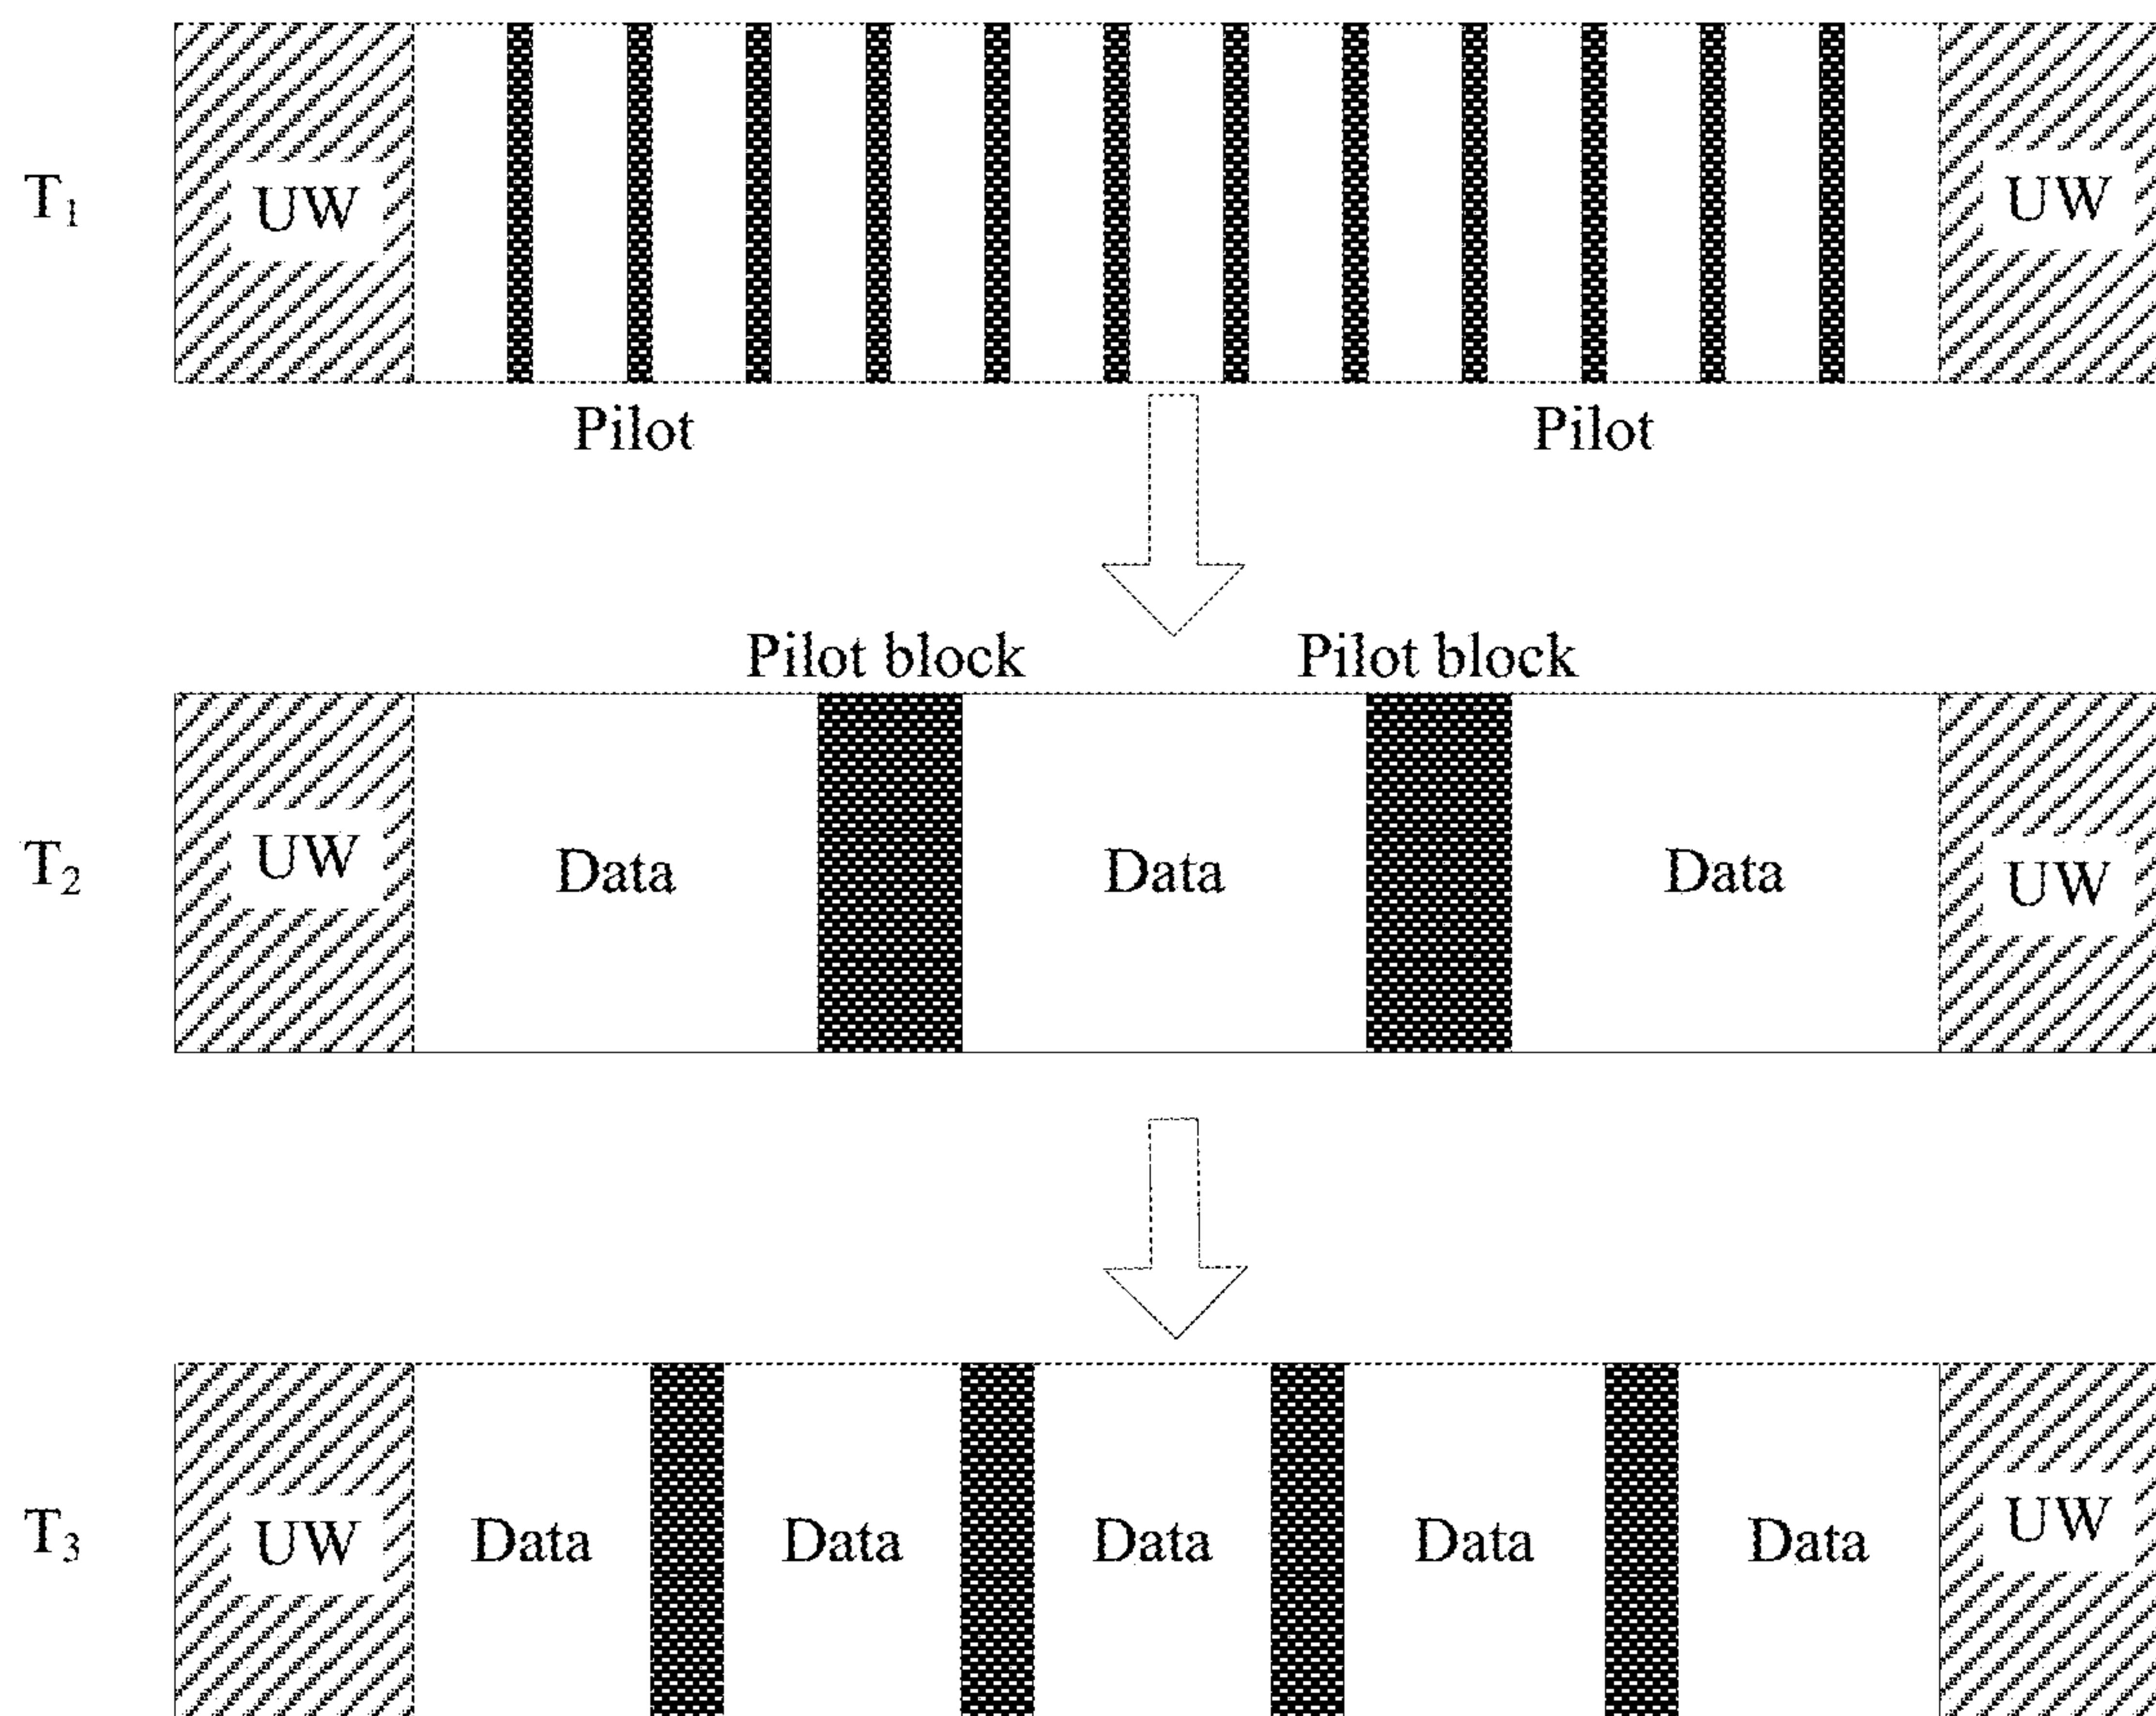 T₁ UW UW
Pilot Pilot
Pilot block Pilot block
T₂ UW Data Data Data UW
T₃ UW Data Data Data Data Data UW